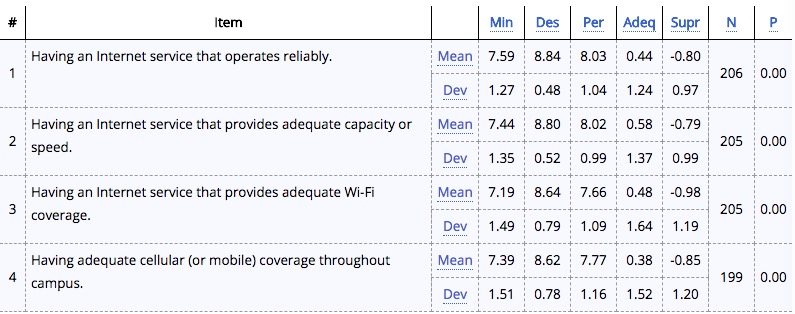 # Item Min Des Per Adeq Supr N P
1 Having an Internet service that operates reliably. Mean 7.59 8.84 8.03 0.44 -0.80 206 0.00
Dev 1.27 0.48 1.04 1.24 0.97
2 Having an Internet service that provides adequate capacity or speed. Mean 7.44 8.80 8.02 0.58 -0.79 205 0.00
Dev 1.35 0.52 0.99 1.37 0.99
3 Having an Internet service that provides adequate Wi-Fi coverage. Mean 7.19 8.64 7.66 0.48 -0.98 205 0.00
Dev 1.49 0.79 1.09 1.64 1.19
4 Having adequate cellular (or mobile) coverage throughout campus. Mean 7.39 8.62 7.77 0.38 -0.85 199 0.00
Dev 1.51 0.78 1.16 1.52 1.20